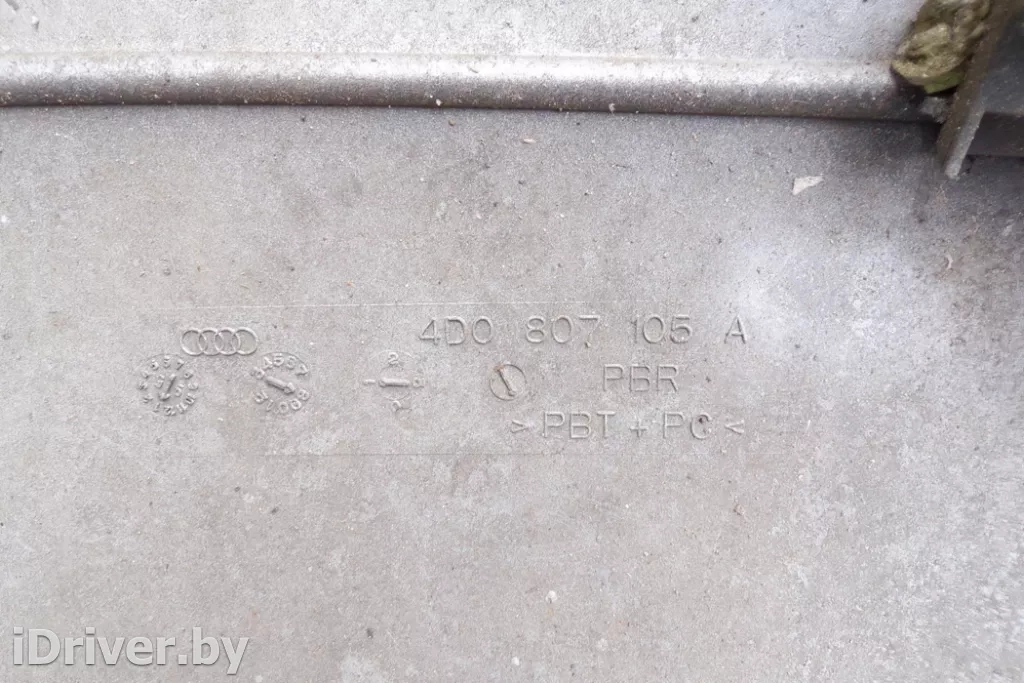 4D0 807 105 A
PBR
>PBT + PC<
iDriver.by